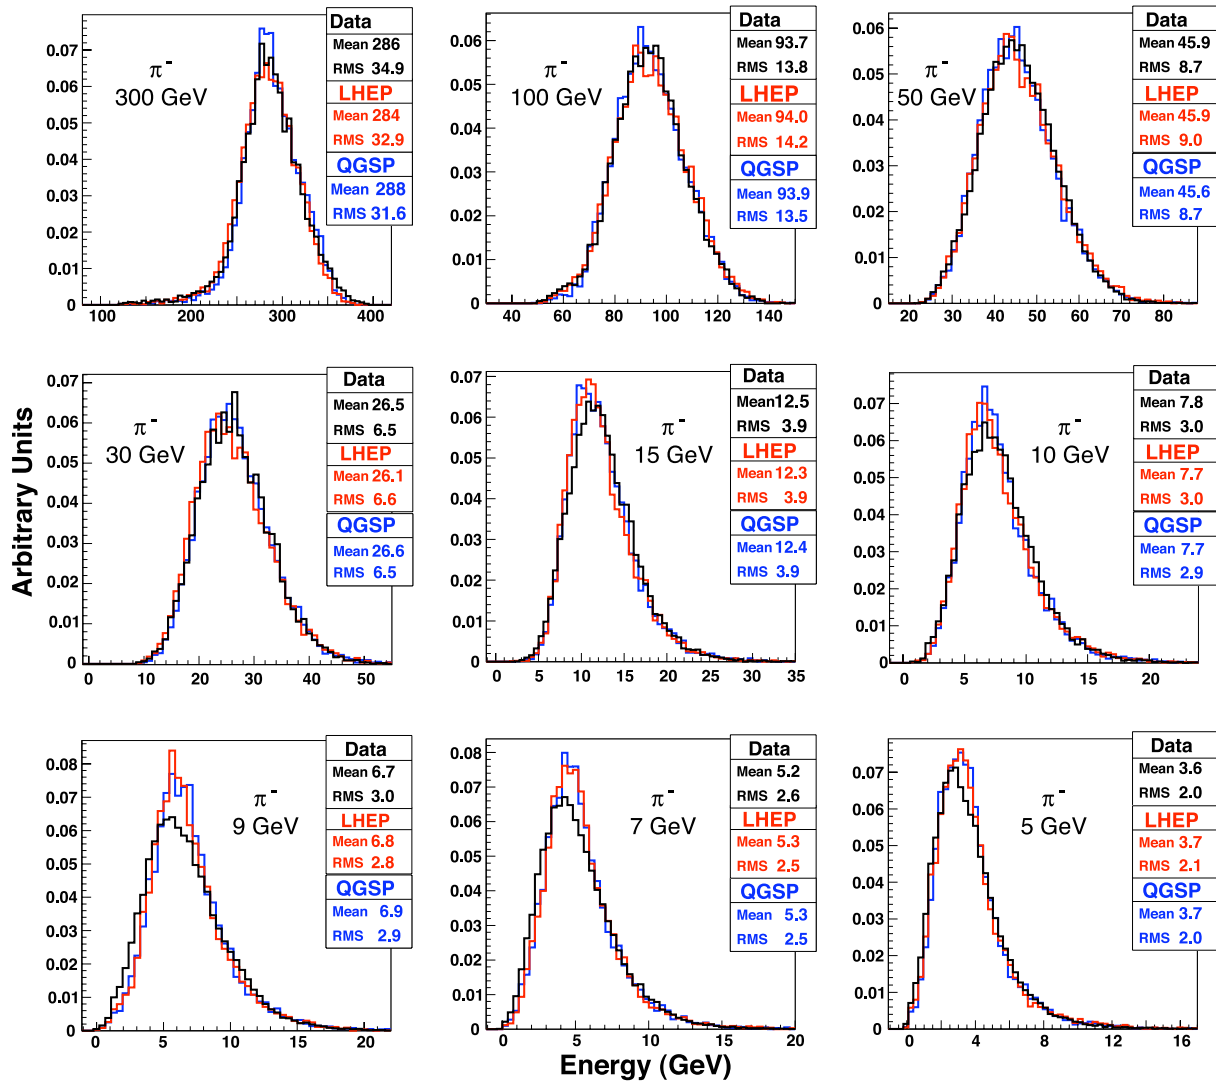 Arbitrary Units
π⁻
300 GeV
Data
Mean 286
RMS 34.9
LHEP
Mean 284
RMS 32.9
QGSP
Mean 288
RMS 31.6
0.07
0.06
0.05
0.04
0.03
0.02
0.01
0
100 200 300 400
π⁻
100 GeV
Data
Mean 93.7
RMS 13.8
LHEP
Mean 94.0
RMS 14.2
QGSP
Mean 93.9
RMS 13.5
0.06
0.05
0.04
0.03
0.02
0.01
0
40 60 80 100 120 140
π⁻
50 GeV
Data
Mean 45.9
RMS 8.7
LHEP
Mean 45.9
RMS 9.0
QGSP
Mean 45.6
RMS 8.7
0.06
0.05
0.04
0.03
0.02
0.01
0
20 30 40 50 60 70 80
π⁻
30 GeV
Data
Mean 26.5
RMS 6.5
LHEP
Mean 26.1
RMS 6.6
QGSP
Mean 26.6
RMS 6.5
0.07
0.06
0.05
0.04
0.03
0.02
0.01
0
0 10 20 30 40 50
π⁻
15 GeV
Data
Mean 12.5
RMS 3.9
LHEP
Mean 12.3
RMS 3.9
QGSP
Mean 12.4
RMS 3.9
0.07
0.06
0.05
0.04
0.03
0.02
0.01
0
0 5 10 15 20 25 30 35
π⁻
10 GeV
Data
Mean 7.8
RMS 3.0
LHEP
Mean 7.7
RMS 3.0
QGSP
Mean 7.7
RMS 2.9
0.07
0.06
0.05
0.04
0.03
0.02
0.01
0
0 5 10 15 20
π⁻
9 GeV
Data
Mean 6.7
RMS 3.0
LHEP
Mean 6.8
RMS 2.8
QGSP
Mean 6.9
RMS 2.9
0.08
0.07
0.06
0.05
0.04
0.03
0.02
0.01
0
0 5 10 15 20
π⁻
7 GeV
Data
Mean 5.2
RMS 2.6
LHEP
Mean 5.3
RMS 2.5
QGSP
Mean 5.3
RMS 2.5
0.08
0.07
0.06
0.05
0.04
0.03
0.02
0.01
0
0 5 10 15 20
π⁻
5 GeV
Data
Mean 3.6
RMS 2.0
LHEP
Mean 3.7
RMS 2.1
QGSP
Mean 3.7
RMS 2.0
0.07
0.06
0.05
0.04
0.03
0.02
0.01
0
0 4 8 12 16
Energy (GeV)